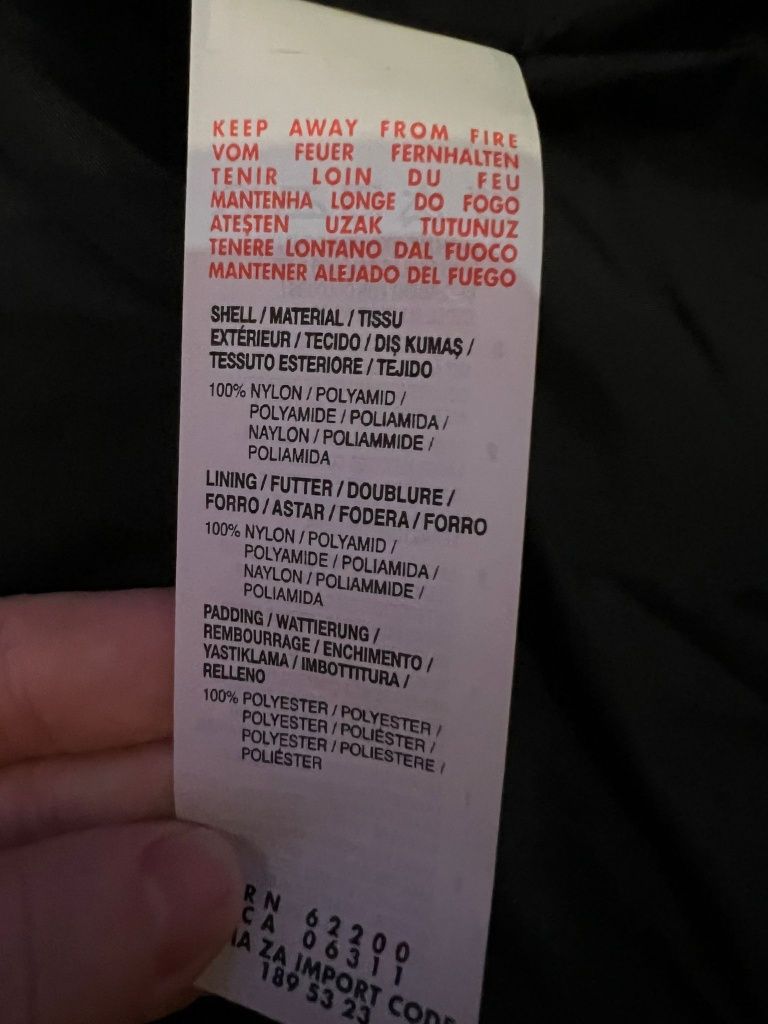 KEEP AWAY FROM FIRE
VOM FEUER FERNHALTEN
TENIR LOIN DU FEU
MANTENHA LONGE DO FOGO
ATEŞTEN UZAK TUTUNUZ
TENERE LONTANO DAL FUOCO
MANTENER ALEJADO DEL FUEGO
SHELL / MATERIAL / TISSU
EXTÉRIEUR / TECIDO / DIŞ KUMAŞ /
TESSUTO ESTERIORE / TEJIDO
100% NYLON / POLYAMID /
POLYAMIDE / POLIAMIDA /
NAYLON / POLIAMMIDE /
POLIAMIDA
LINING / FUTTER / DOUBLURE /
FORRO / ASTAR / FODERA / FORRO
100% NYLON / POLYAMID /
POLYAMIDE / POLIAMIDA /
NAYLON / POLIAMMIDE /
POLIAMIDA
PADDING / WATTIERUNG /
REMBOURRAGE / ENCHIMENTO /
YASTIKLAMA / IMBOTTITURA /
RELLENO
100% POLYESTER / POLYESTER /
POLYESTER / POLIÉSTER /
POLYESTER / POLIESTERE /
POLIÉSTER
RN 62200
CA 06311
ZA IMPORT CODE
189 53 23